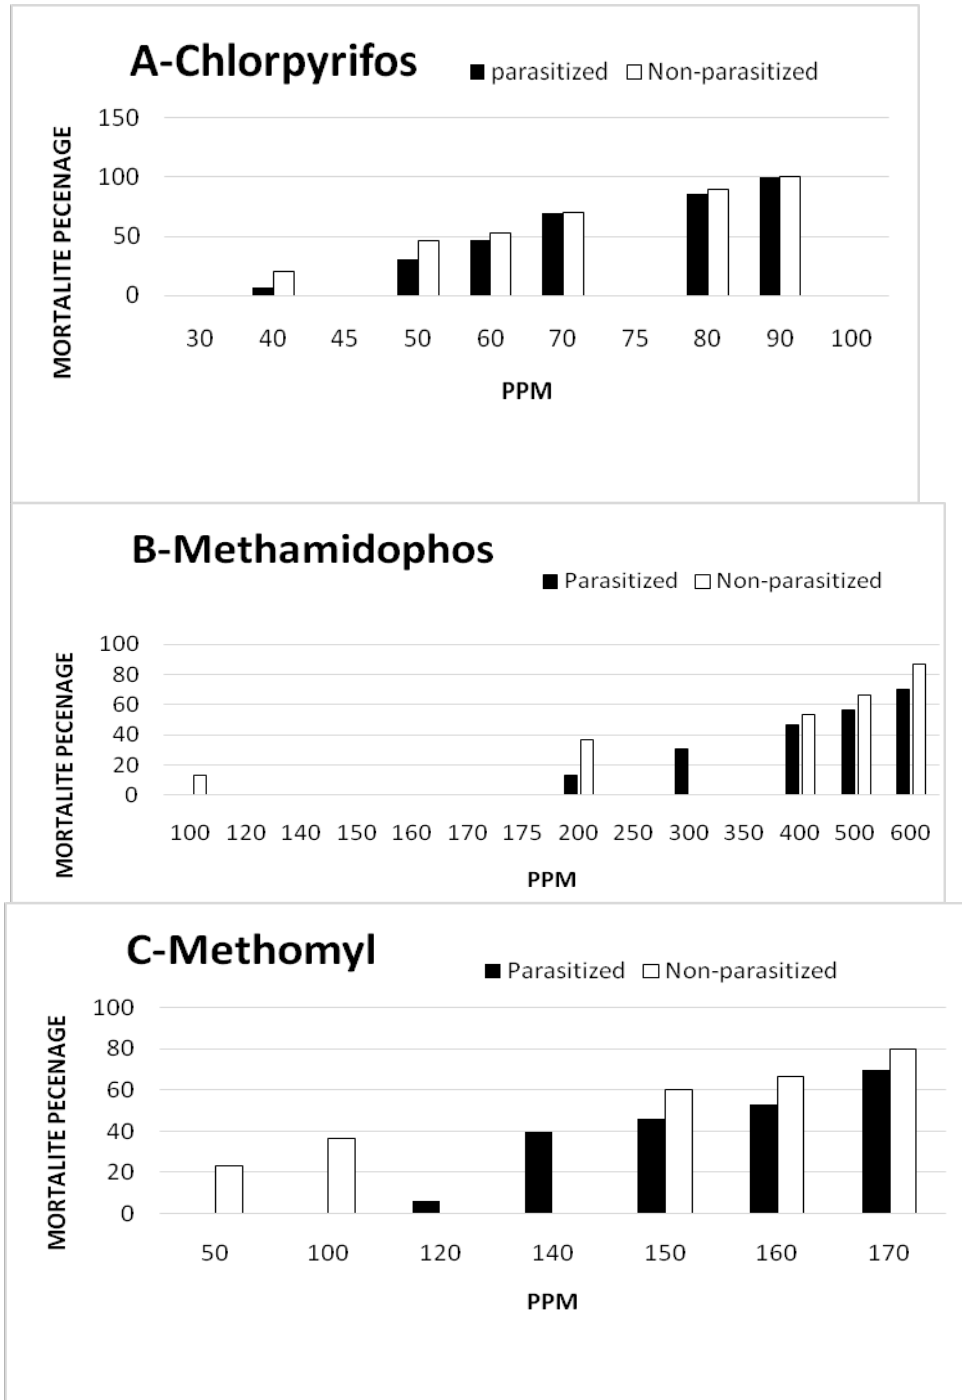 A-Chlorpyrifos
parasitized Non-parasitized
MORTALITE PECENAGE
150
100
50
0
30 40 45 50 60 70 75 80 90 100
PPM
B-Methamidophos
Parasitized Non-parasitized
MORTALITE PECENAGE
100
80
60
40
20
0
100 120 140 150 160 170 175 200 250 300 350 400 500 600
PPM
C-Methomyl
Parasitized Non-parasitized
MORTALITE PECENAGE
100
80
60
40
20
0
50 100 120 140 150 160 170
PPM